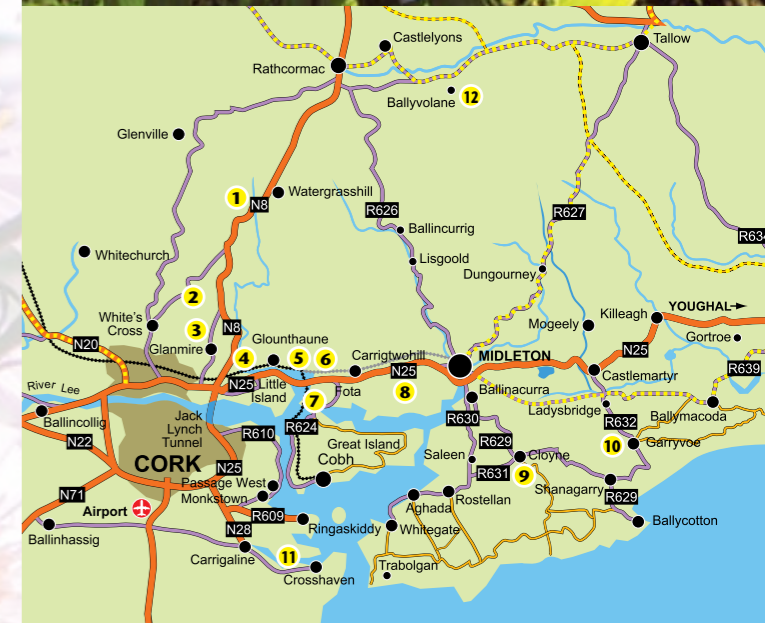 Castlelyons
Tallow
Rathcormac
Ballyvolane
12
Glenville
1
N8
Watergrasshill
R626
R627
Ballincurrig
R634
Whitechurch
Lisgoold
Dungourney
2
White's
Cross
3
N8
Glanmire
N20
Killeagh
YOUGHAL
Mogeely
Gortroe
Glounthaune
4
5
6
Carrigtwohill
MIDLETON
N25
N25
Little
Island
Fota
N25
8
Castlemartyr
R639
River Lee
7
Ballinacurra
Ladysbridge
Ballymacoda
Ballincollig
Jack
Lynch
Tunnel
R610
R624
R630
R632
N22
Great Island
R629
10
Garryvoe
CORK
N25
Cobh
Saleen
Cloyne
R631
9
Shanagarry
N71
Passage West
Monkstown
Rostellan
R629
Airport
R609
Aghada
N28
Ringaskiddy
Whitegate
Ballycotton
Ballinhassig
Carrigaline
11
Crosshaven
Trabolgan